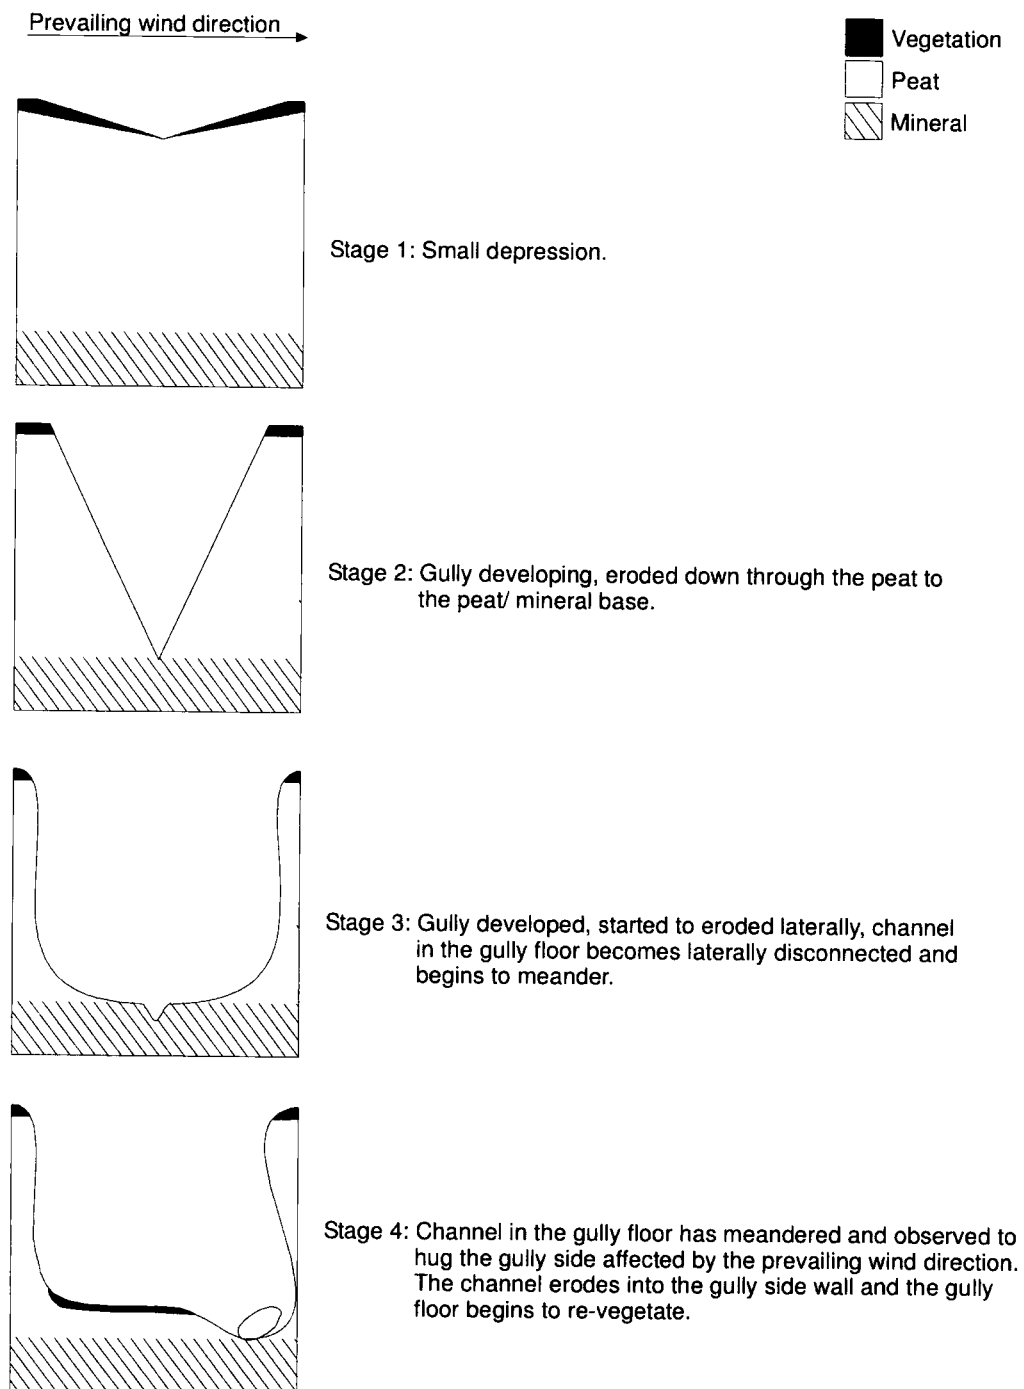 Prevailing wind direction
Vegetation
Peat
Mineral
Stage 1: Small depression.
Stage 2: Gully developing, eroded down through the peat to
the peat/ mineral base.
Stage 3: Gully developed, started to eroded laterally, channel
in the gully floor becomes laterally disconnected and
begins to meander.
Stage 4: Channel in the gully floor has meandered and observed to
hug the gully side affected by the prevailing wind direction.
The channel erodes into the gully side wall and the gully
floor begins to re-vegetate.